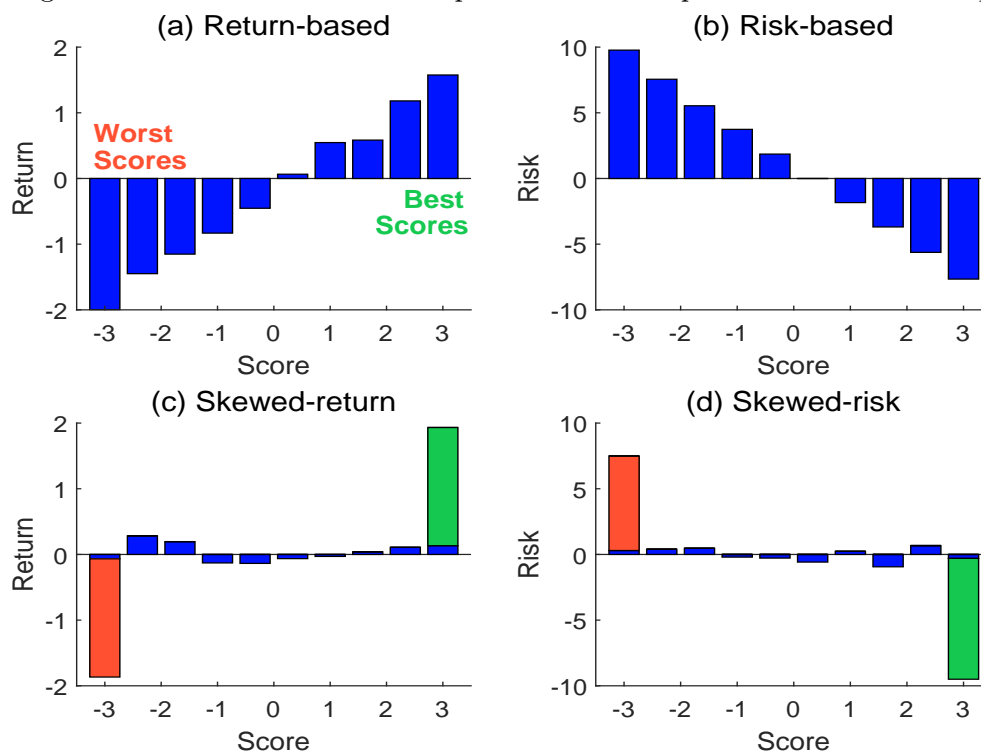 (a) Return-based
2
1
0
-1
-2
Return
Worst
Scores
Best
Scores
-3 -2 -1 0 1 2 3
Score
(b) Risk-based
10
5
0
-5
-10
Risk
-3 -2 -1 0 1 2 3
Score
(c) Skewed-return
2
1
0
-1
-2
Return
-3 -2 -1 0 1 2 3
Score
(d) Skewed-risk
10
5
0
-5
-10
Risk
-3 -2 -1 0 1 2 3
Score